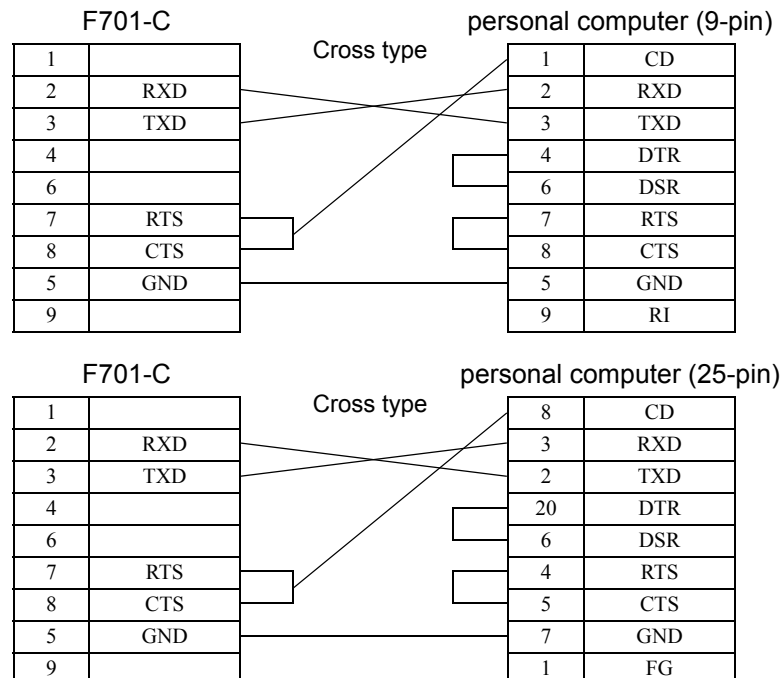 F701-C personal computer (9-pin)
Cross type
1 1 CD
2 RXD 2 RXD
3 TXD 3 TXD
4 4 DTR
6 6 DSR
7 RTS 7 RTS
8 CTS 8 CTS
5 GND 5 GND
9 9 RI
F701-C personal computer (25-pin)
Cross type
1 8 CD
2 RXD 3 RXD
3 TXD 2 TXD
4 20 DTR
6 6 DSR
7 RTS 4 RTS
8 CTS 5 CTS
5 GND 7 GND
9 1 FG